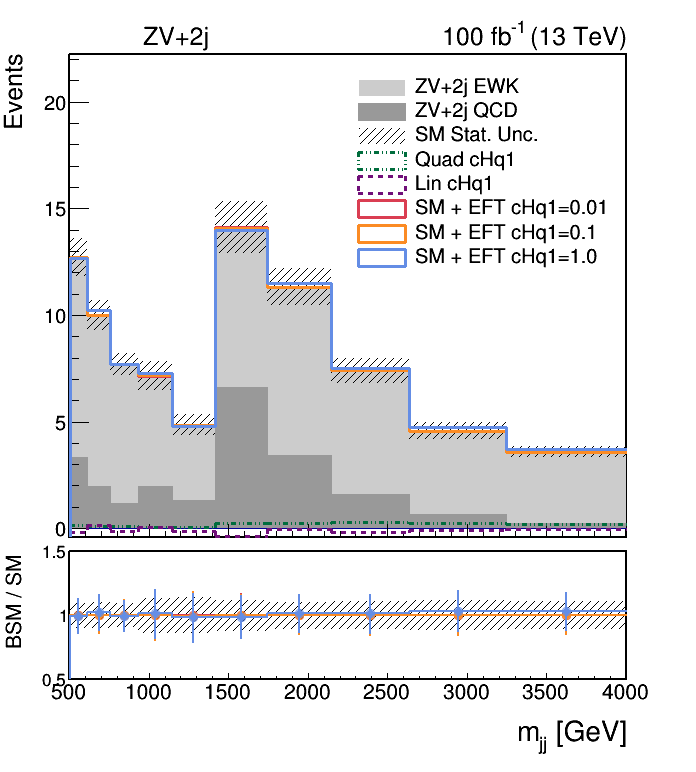 ZV+2j
100 fb-1 (13 TeV)
Events
20
15
10
5
0
ZV+2j EWK
ZV+2j QCD
SM Stat. Unc.
Quad cHq1
Lin cHq1
SM + EFT cHq1=0.01
SM + EFT cHq1=0.1
SM + EFT cHq1=1.0
BSM / SM
1.5
1
0.5
500 1000 1500 2000 2500 3000 3500 4000
mjj [GeV]